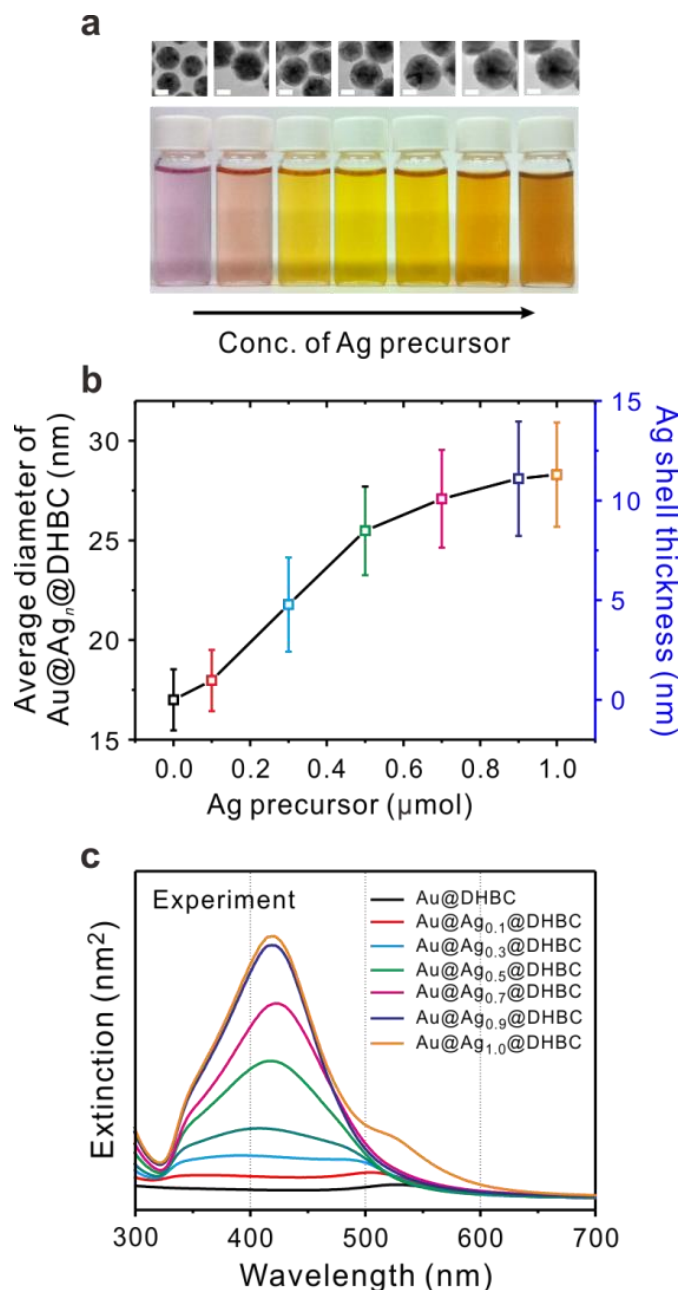 a
Conc. of Ag precursor
b
Average diameter of
Au@Agₙ@DHBC (nm)
30
25
20
15
15
10
5
0
Ag shell thickness (nm)
0.0 0.2 0.4 0.6 0.8 1.0
Ag precursor (µmol)
c
Extinction (nm²)
Experiment
Au@DHBC
Au@Ag₀.₁@DHBC
Au@Ag₀.₃@DHBC
Au@Ag₀.₅@DHBC
Au@Ag₀.₇@DHBC
Au@Ag₀.₉@DHBC
Au@Ag₁.₀@DHBC
300 400 500 600 700
Wavelength (nm)